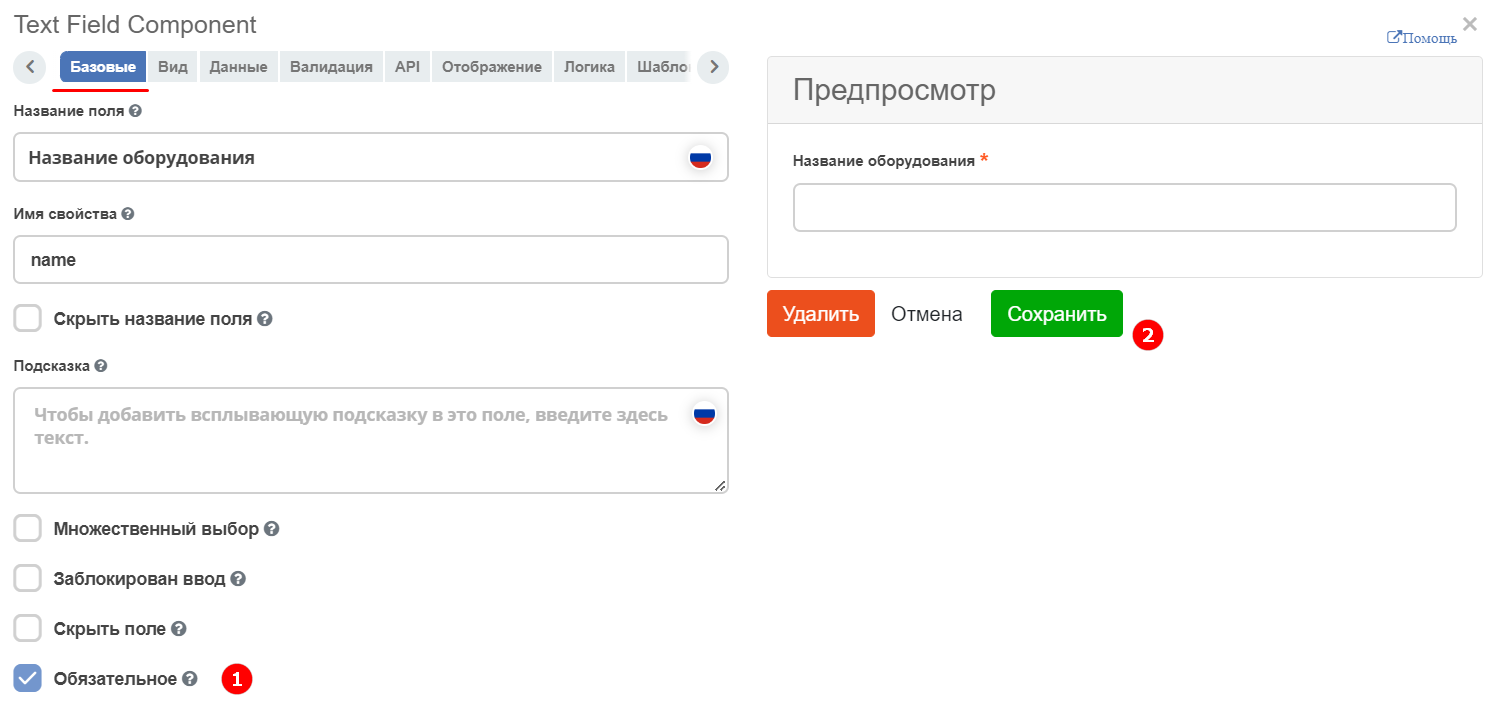 Text Field Component
×
Помощь
Базовые Вид Данные Валидация API Отображение Логика Шабло
Название поля ?
Название оборудования
Имя свойства ?
name
Скрыть название поля ?
Подсказка ?
Чтобы добавить всплывающую подсказку в это поле, введите здесь
текст.
Множественный выбор ?
Заблокирован ввод ?
Скрыть поле ?
Обязательное ? 1
Предпросмотр
Название оборудования *
Удалить Отмена Сохранить 2